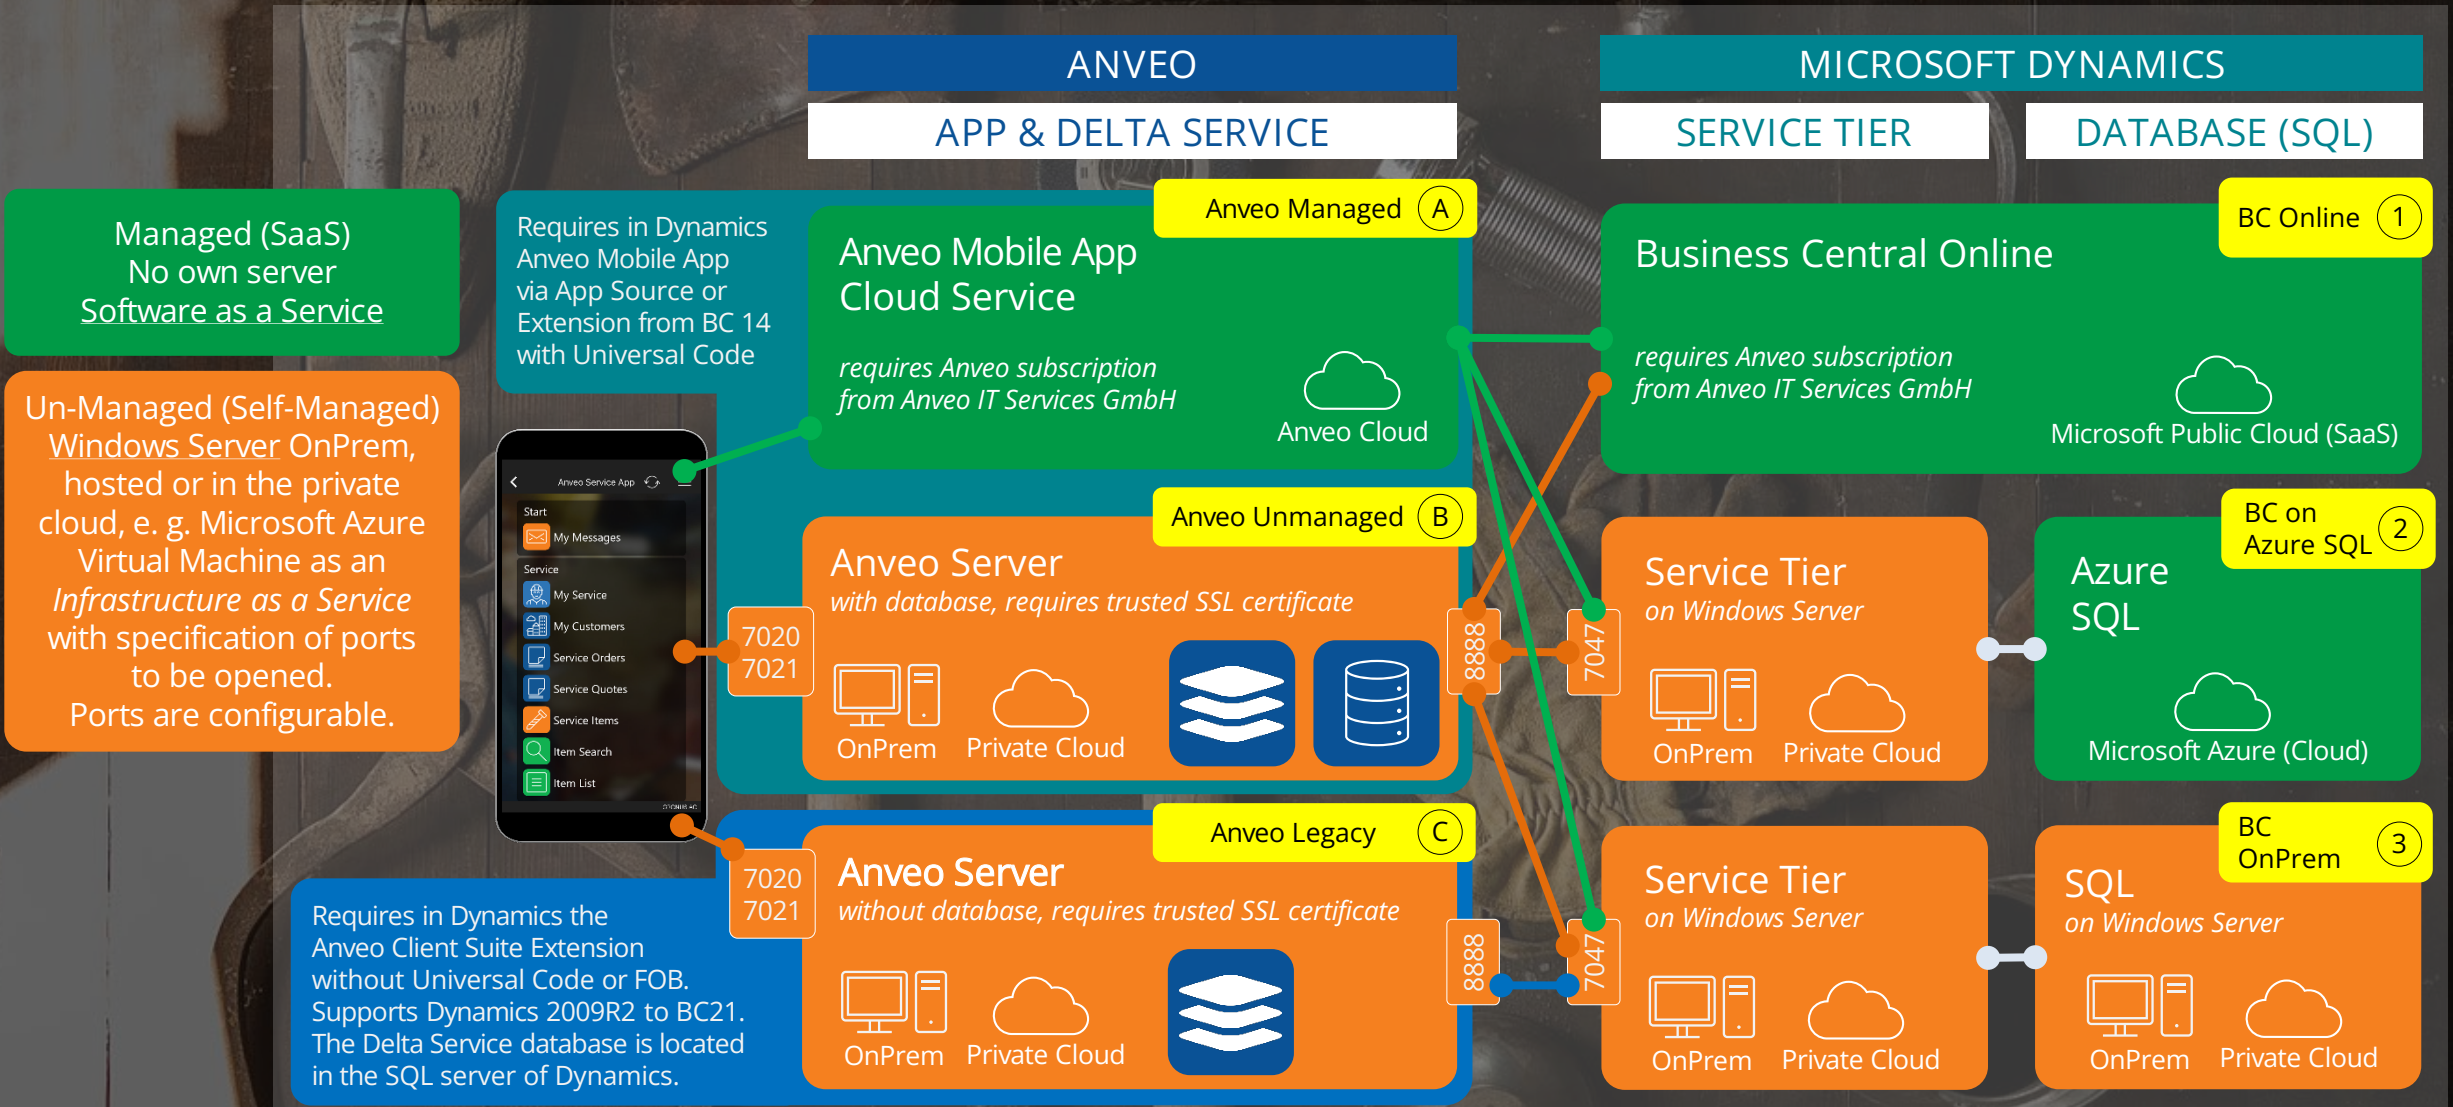 ANVEO
MICROSOFT DYNAMICS
APP & DELTA SERVICE
SERVICE TIER
DATABASE (SQL)
Managed (SaaS)
No own server
Software as a Service
Un-Managed (Self-Managed)
Windows Server OnPrem,
hosted or in the private
cloud, e. g. Microsoft Azure
Virtual Machine as an
Infrastructure as a Service
with specification of ports
to be opened.
Ports are configurable.
Requires in Dynamics
Anveo Mobile App
via App Source or
Extension from BC 14
with Universal Code
Anveo Managed A
Anveo Mobile App
Cloud Service
requires Anveo subscription
from Anveo IT Services GmbH
Anveo Cloud
BC Online 1
Business Central Online
requires Anveo subscription
from Anveo IT Services GmbH
Microsoft Public Cloud (SaaS)
Anveo Service App
Start
My Messages
Service
My Service
My Customers
Service Orders
Service Quotes
Service Items
Item Search
Item List
Anveo Unmanaged B
Anveo Server
with database, requires trusted SSL certificate
7020
7021
OnPrem
Private Cloud
8888
7047
Service Tier
on Windows Server
OnPrem
Private Cloud
BC on
Azure SQL 2
Azure
SQL
Microsoft Azure (Cloud)
Requires in Dynamics the
Anveo Client Suite Extension
without Universal Code or FOB.
Supports Dynamics 2009R2 to BC21.
The Delta Service database is located
in the SQL server of Dynamics.
Anveo Legacy C
7020
7021
Anveo Server
without database, requires trusted SSL certificate
OnPrem
Private Cloud
8888
7047
Service Tier
on Windows Server
OnPrem
Private Cloud
BC
OnPrem 3
SQL
on Windows Server
OnPrem
Private Cloud